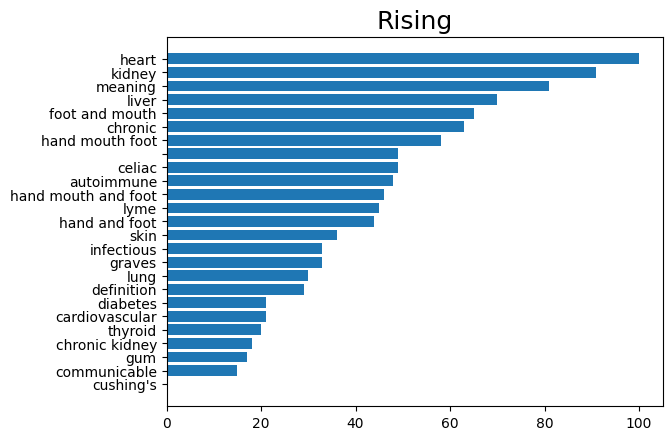 Rising
heart
kidney
meaning
liver
foot and mouth
chronic
hand mouth foot
celiac
autoimmune
hand mouth and foot
lyme
hand and foot
skin
infectious
graves
lung
definition
diabetes
cardiovascular
thyroid
chronic kidney
gum
communicable
cushing's
0 20 40 60 80 100